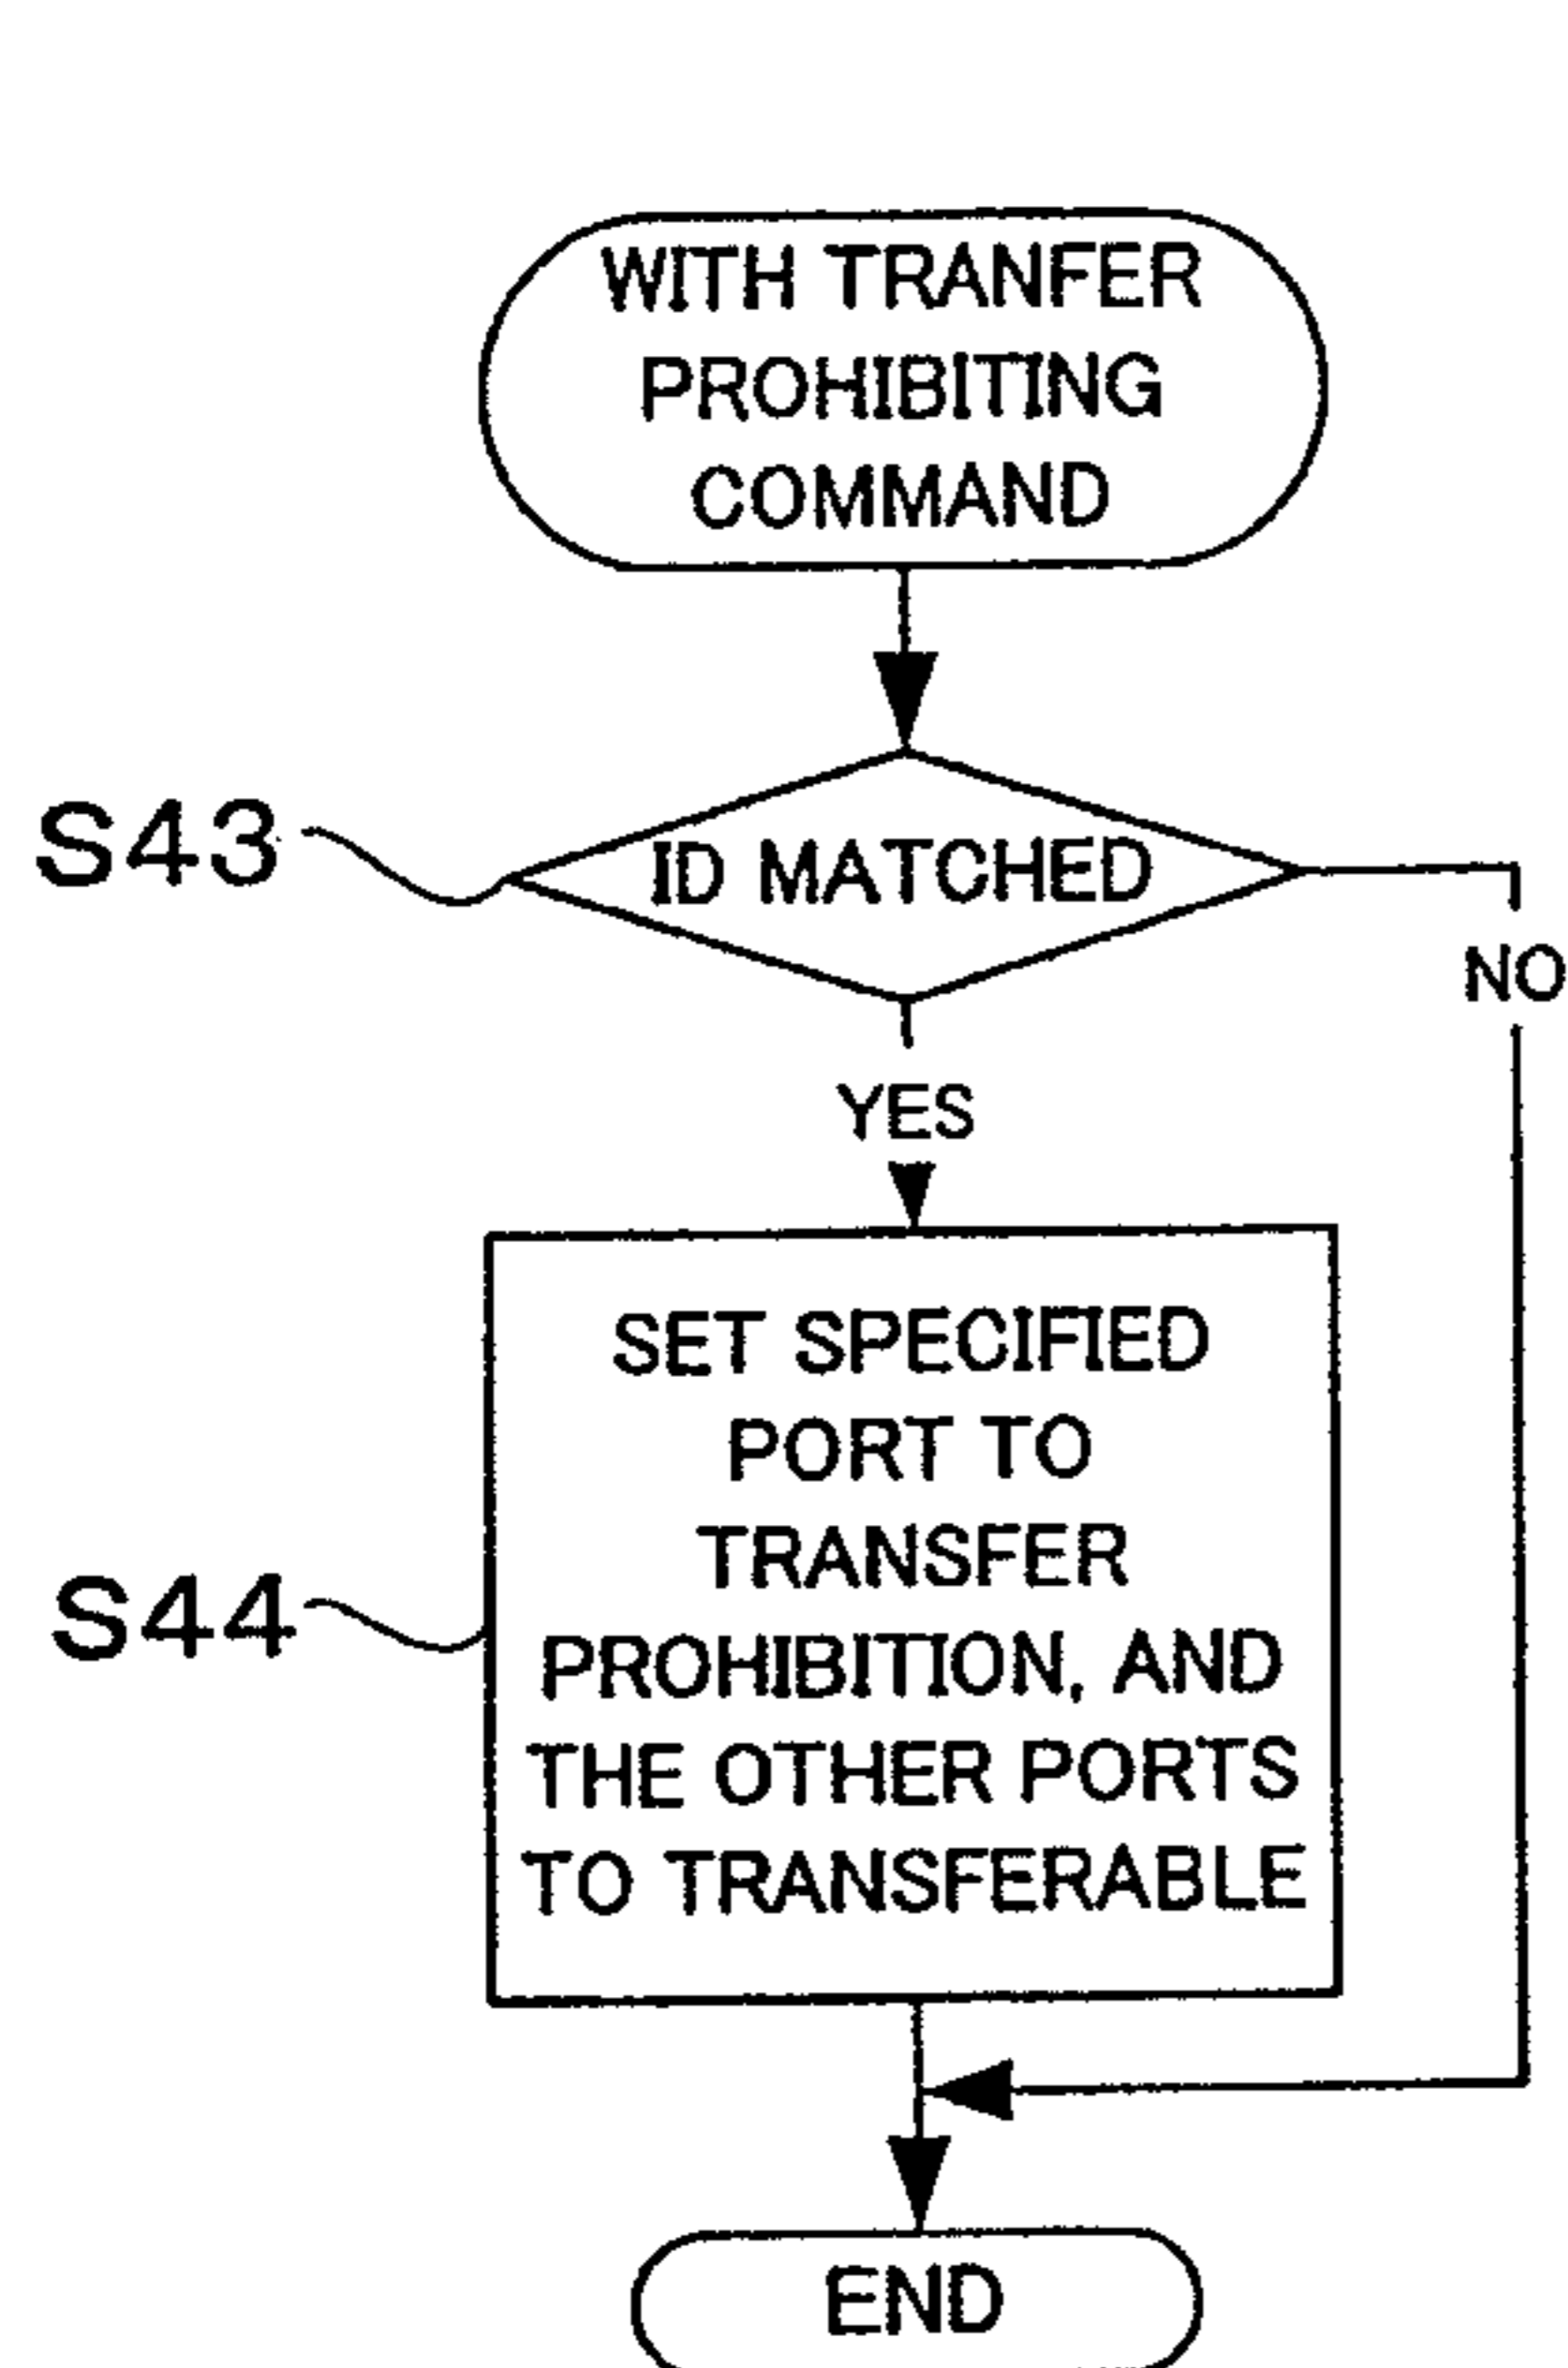 WITH TRANFER
PROHIBITING
COMMAND
S43
ID MATCHED
NO
YES
SET SPECIFIED
PORT TO
TRANSFER
S44
PROHIBITION, AND
THE OTHER PORTS
TO TRANSFERABLE
END